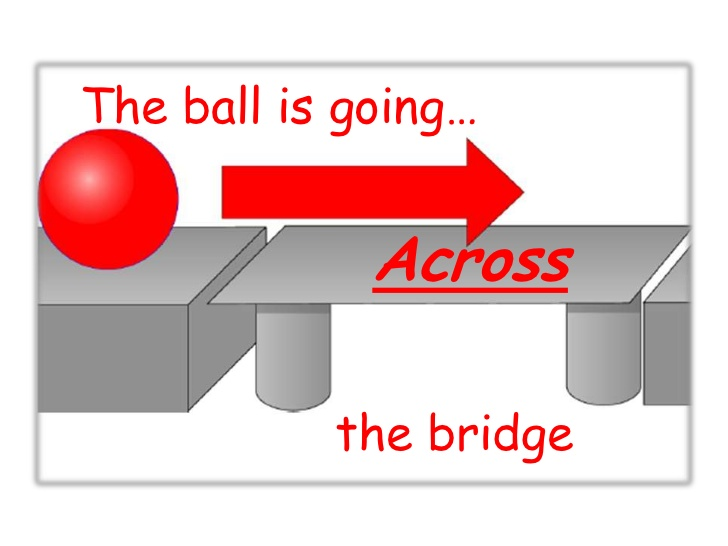 The ball is going…
Across
the bridge